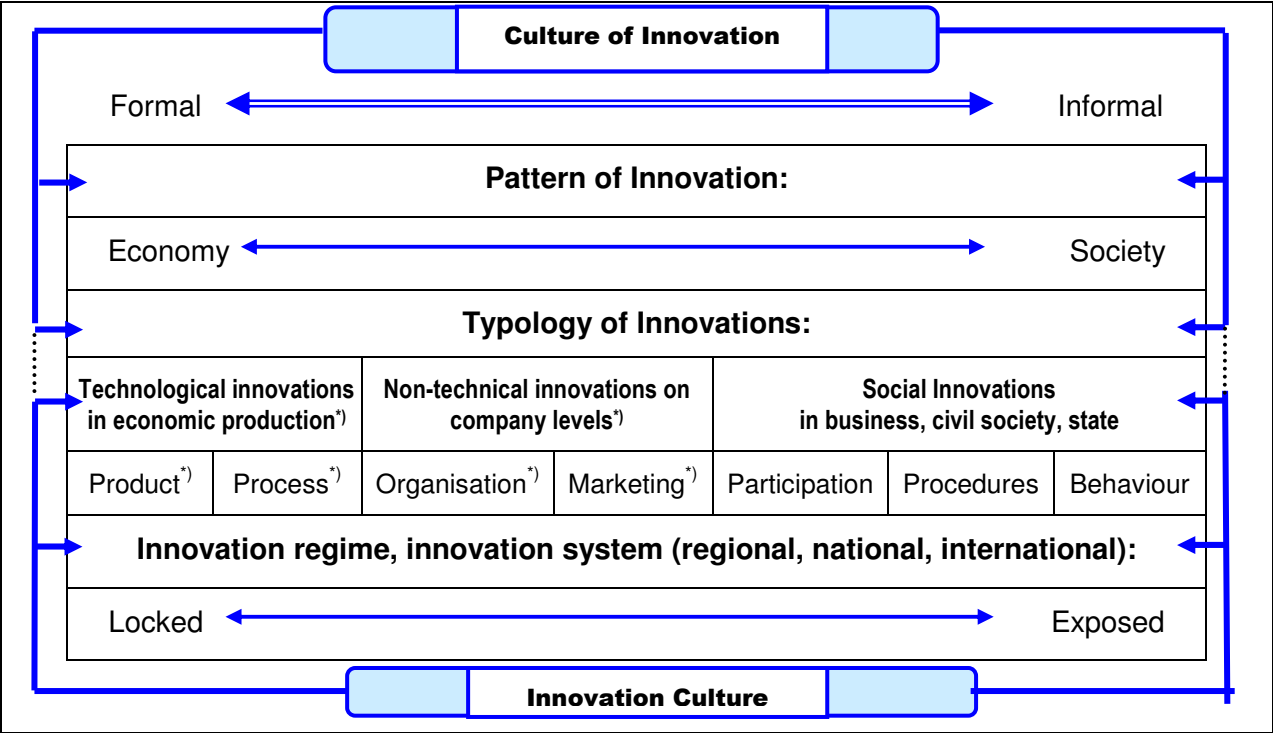 Culture of Innovation
Formal Informal
Pattern of Innovation:
Economy Society
Typology of Innovations:
Technological innovations
in economic production*)
Non-technical innovations on
company levels*)
Social Innovations
in business, civil society, state
Product*) Process*) Organisation*) Marketing*) Participation Procedures Behaviour
Innovation regime, innovation system (regional, national, international):
Locked Exposed
Innovation Culture